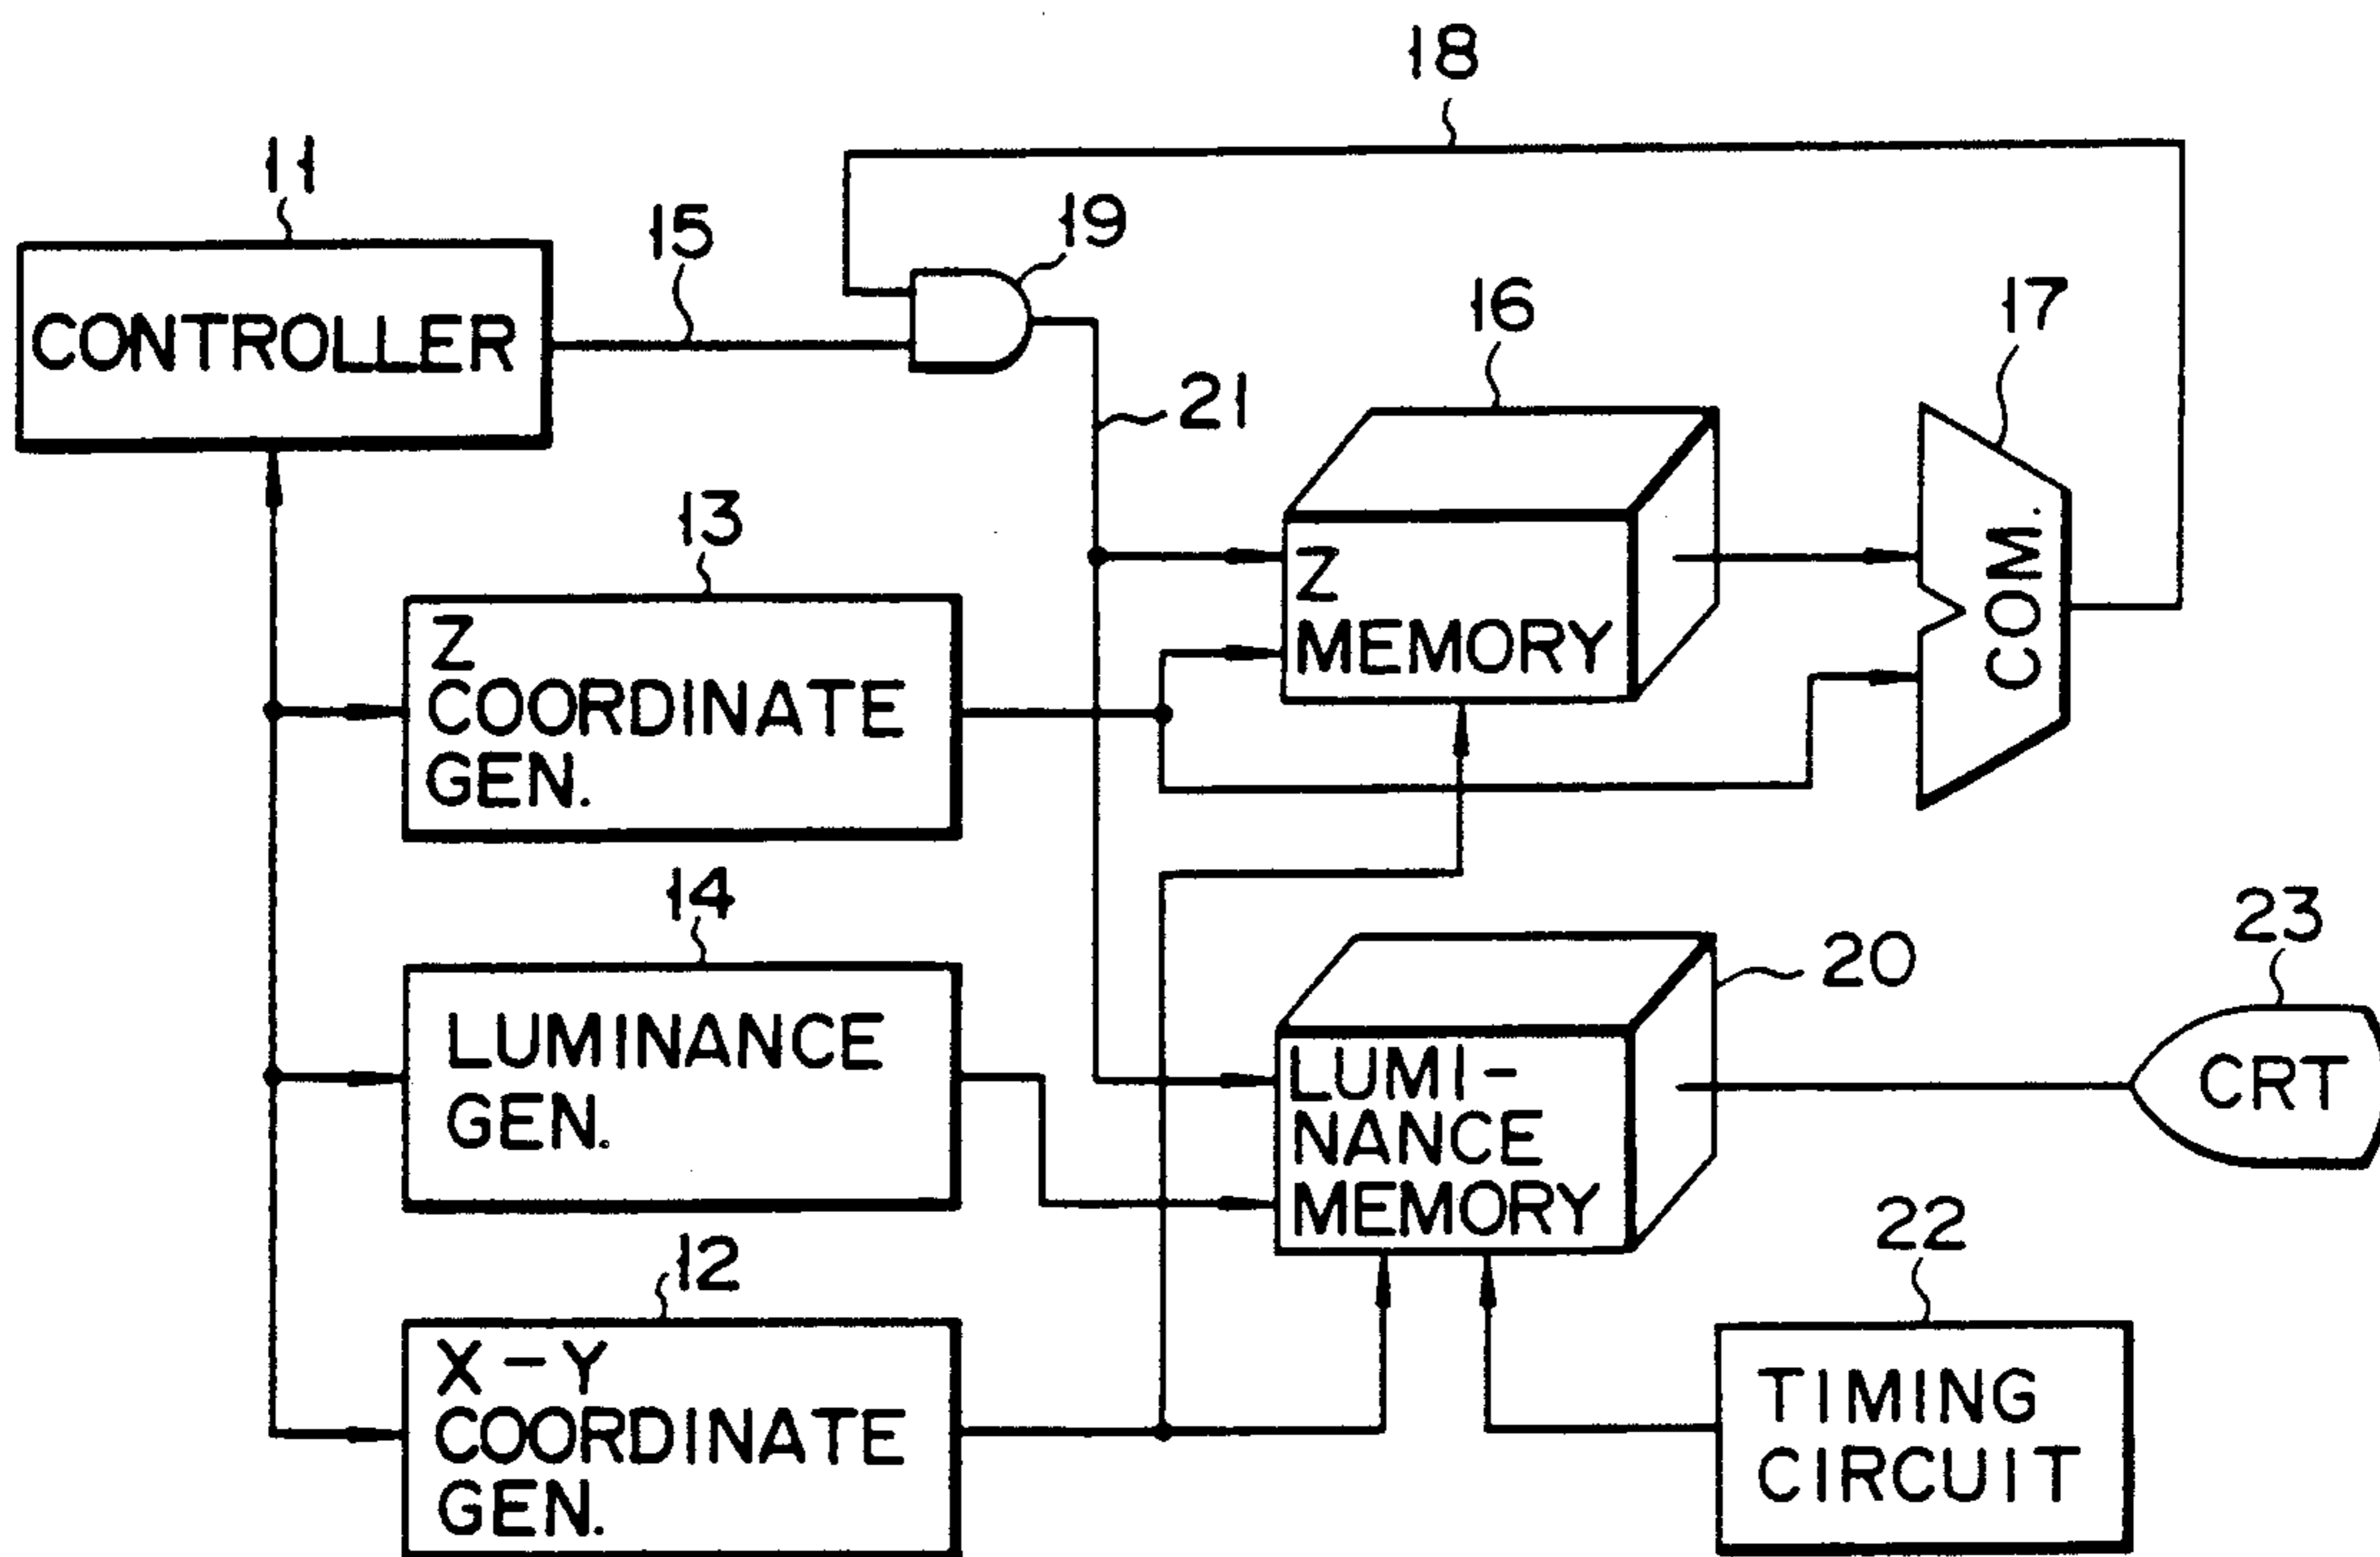 18
11
15
19
CONTROLLER
16
17
21
13
Z
COORDINATE
GEN.
Z
MEMORY
COM.
14
LUMINANCE
GEN.
20
LUMI-
NANCE
MEMORY
23
CRT
12
X-Y
COORDINATE
GEN.
22
TIMING
CIRCUIT